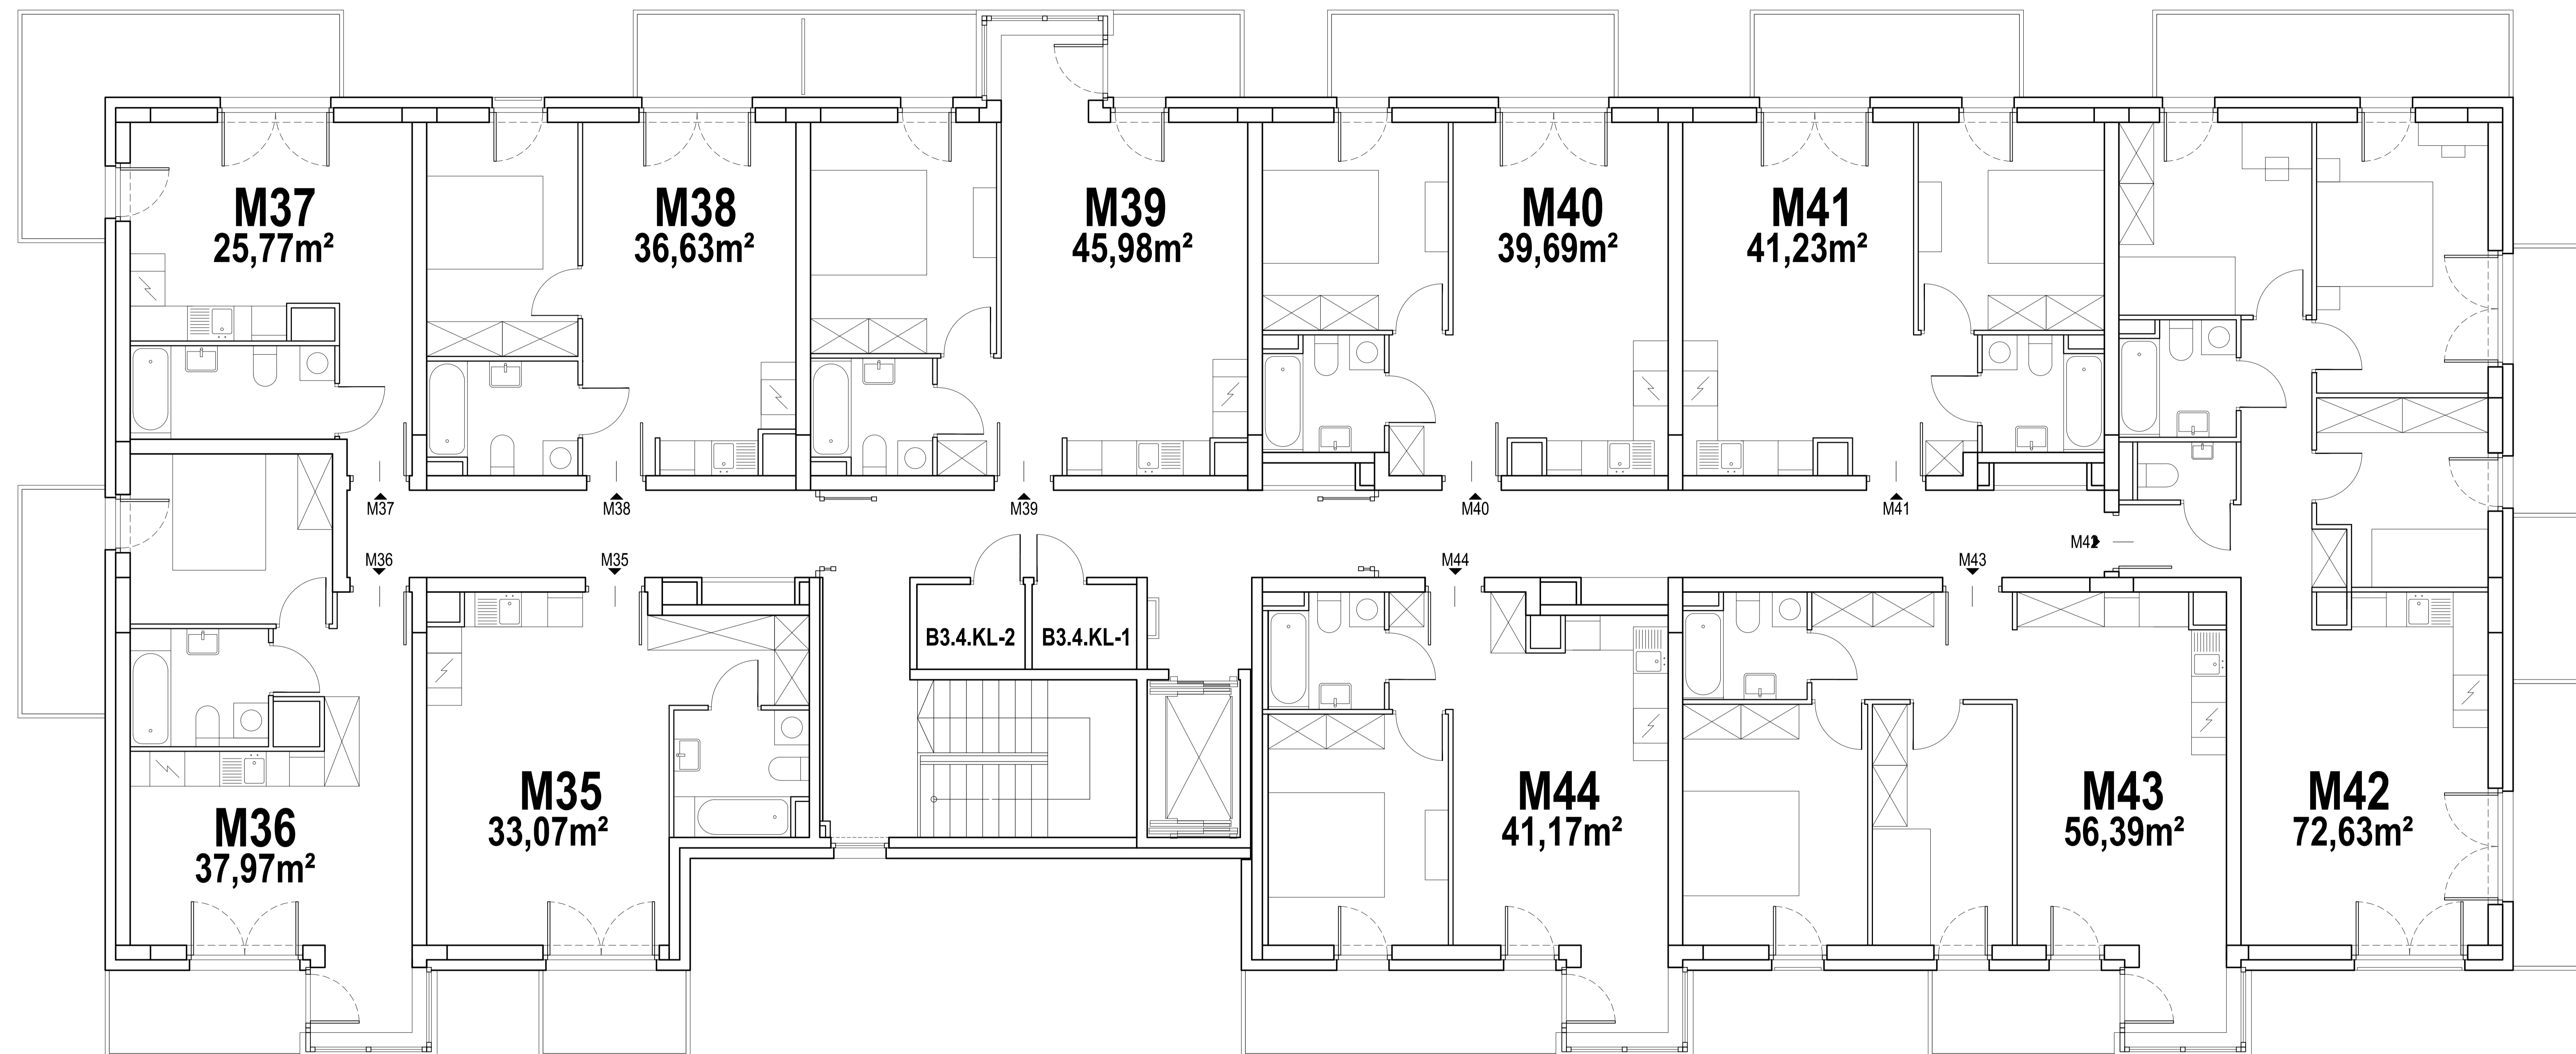 M37
25,77m²
M38
36,63m²
M39
45,98m²
M40
39,69m²
M41
41,23m²
M37
M38
M39
M40
M41
M42
M36
M35
M44
M43
B3.4.KL-2
B3.4.KL-1
M36
37,97m²
M35
33,07m²
M44
41,17m²
M43
56,39m²
M42
72,63m²